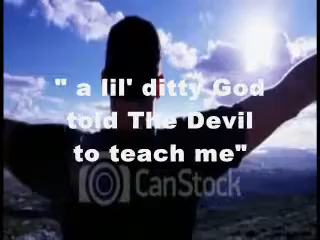 " a lil' ditty God
told The Devil
to teach me"
CanStock